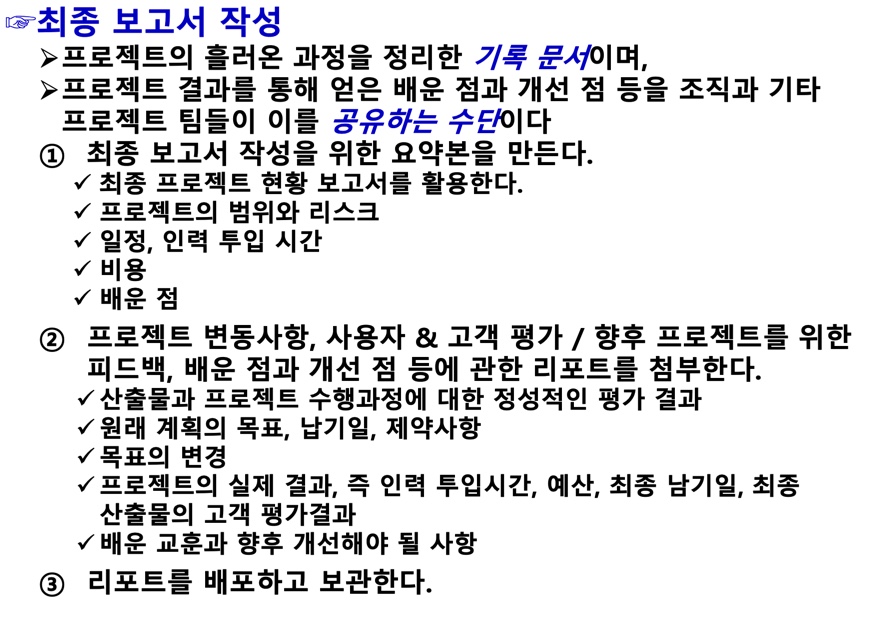 ☞최종 보고서 작성
➢프로젝트의 흘러온 과정을 정리한 기록 문서이며,
➢프로젝트 결과를 통해 얻은 배운 점과 개선 점 등을 조직과 기타
프로젝트 팀들이 이를 공유하는 수단이다
① 최종 보고서 작성을 위한 요약본을 만든다.
✓ 최종 프로젝트 현황 보고서를 활용한다.
✓ 프로젝트의 범위와 리스크
✓ 일정, 인력 투입 시간
✓ 비용
✓ 배운 점
② 프로젝트 변동사항, 사용자 & 고객 평가 / 향후 프로젝트를 위한
피드백, 배운 점과 개선 점 등에 관한 리포트를 첨부한다.
✓산출물과 프로젝트 수행과정에 대한 정성적인 평가 결과
✓원래 계획의 목표, 납기일, 제약사항
✓목표의 변경
✓프로젝트의 실제 결과, 즉 인력 투입시간, 예산, 최종 남기일, 최종
산출물의 고객 평가결과
✓배운 교훈과 향후 개선해야 될 사항
③ 리포트를 배포하고 보관한다.